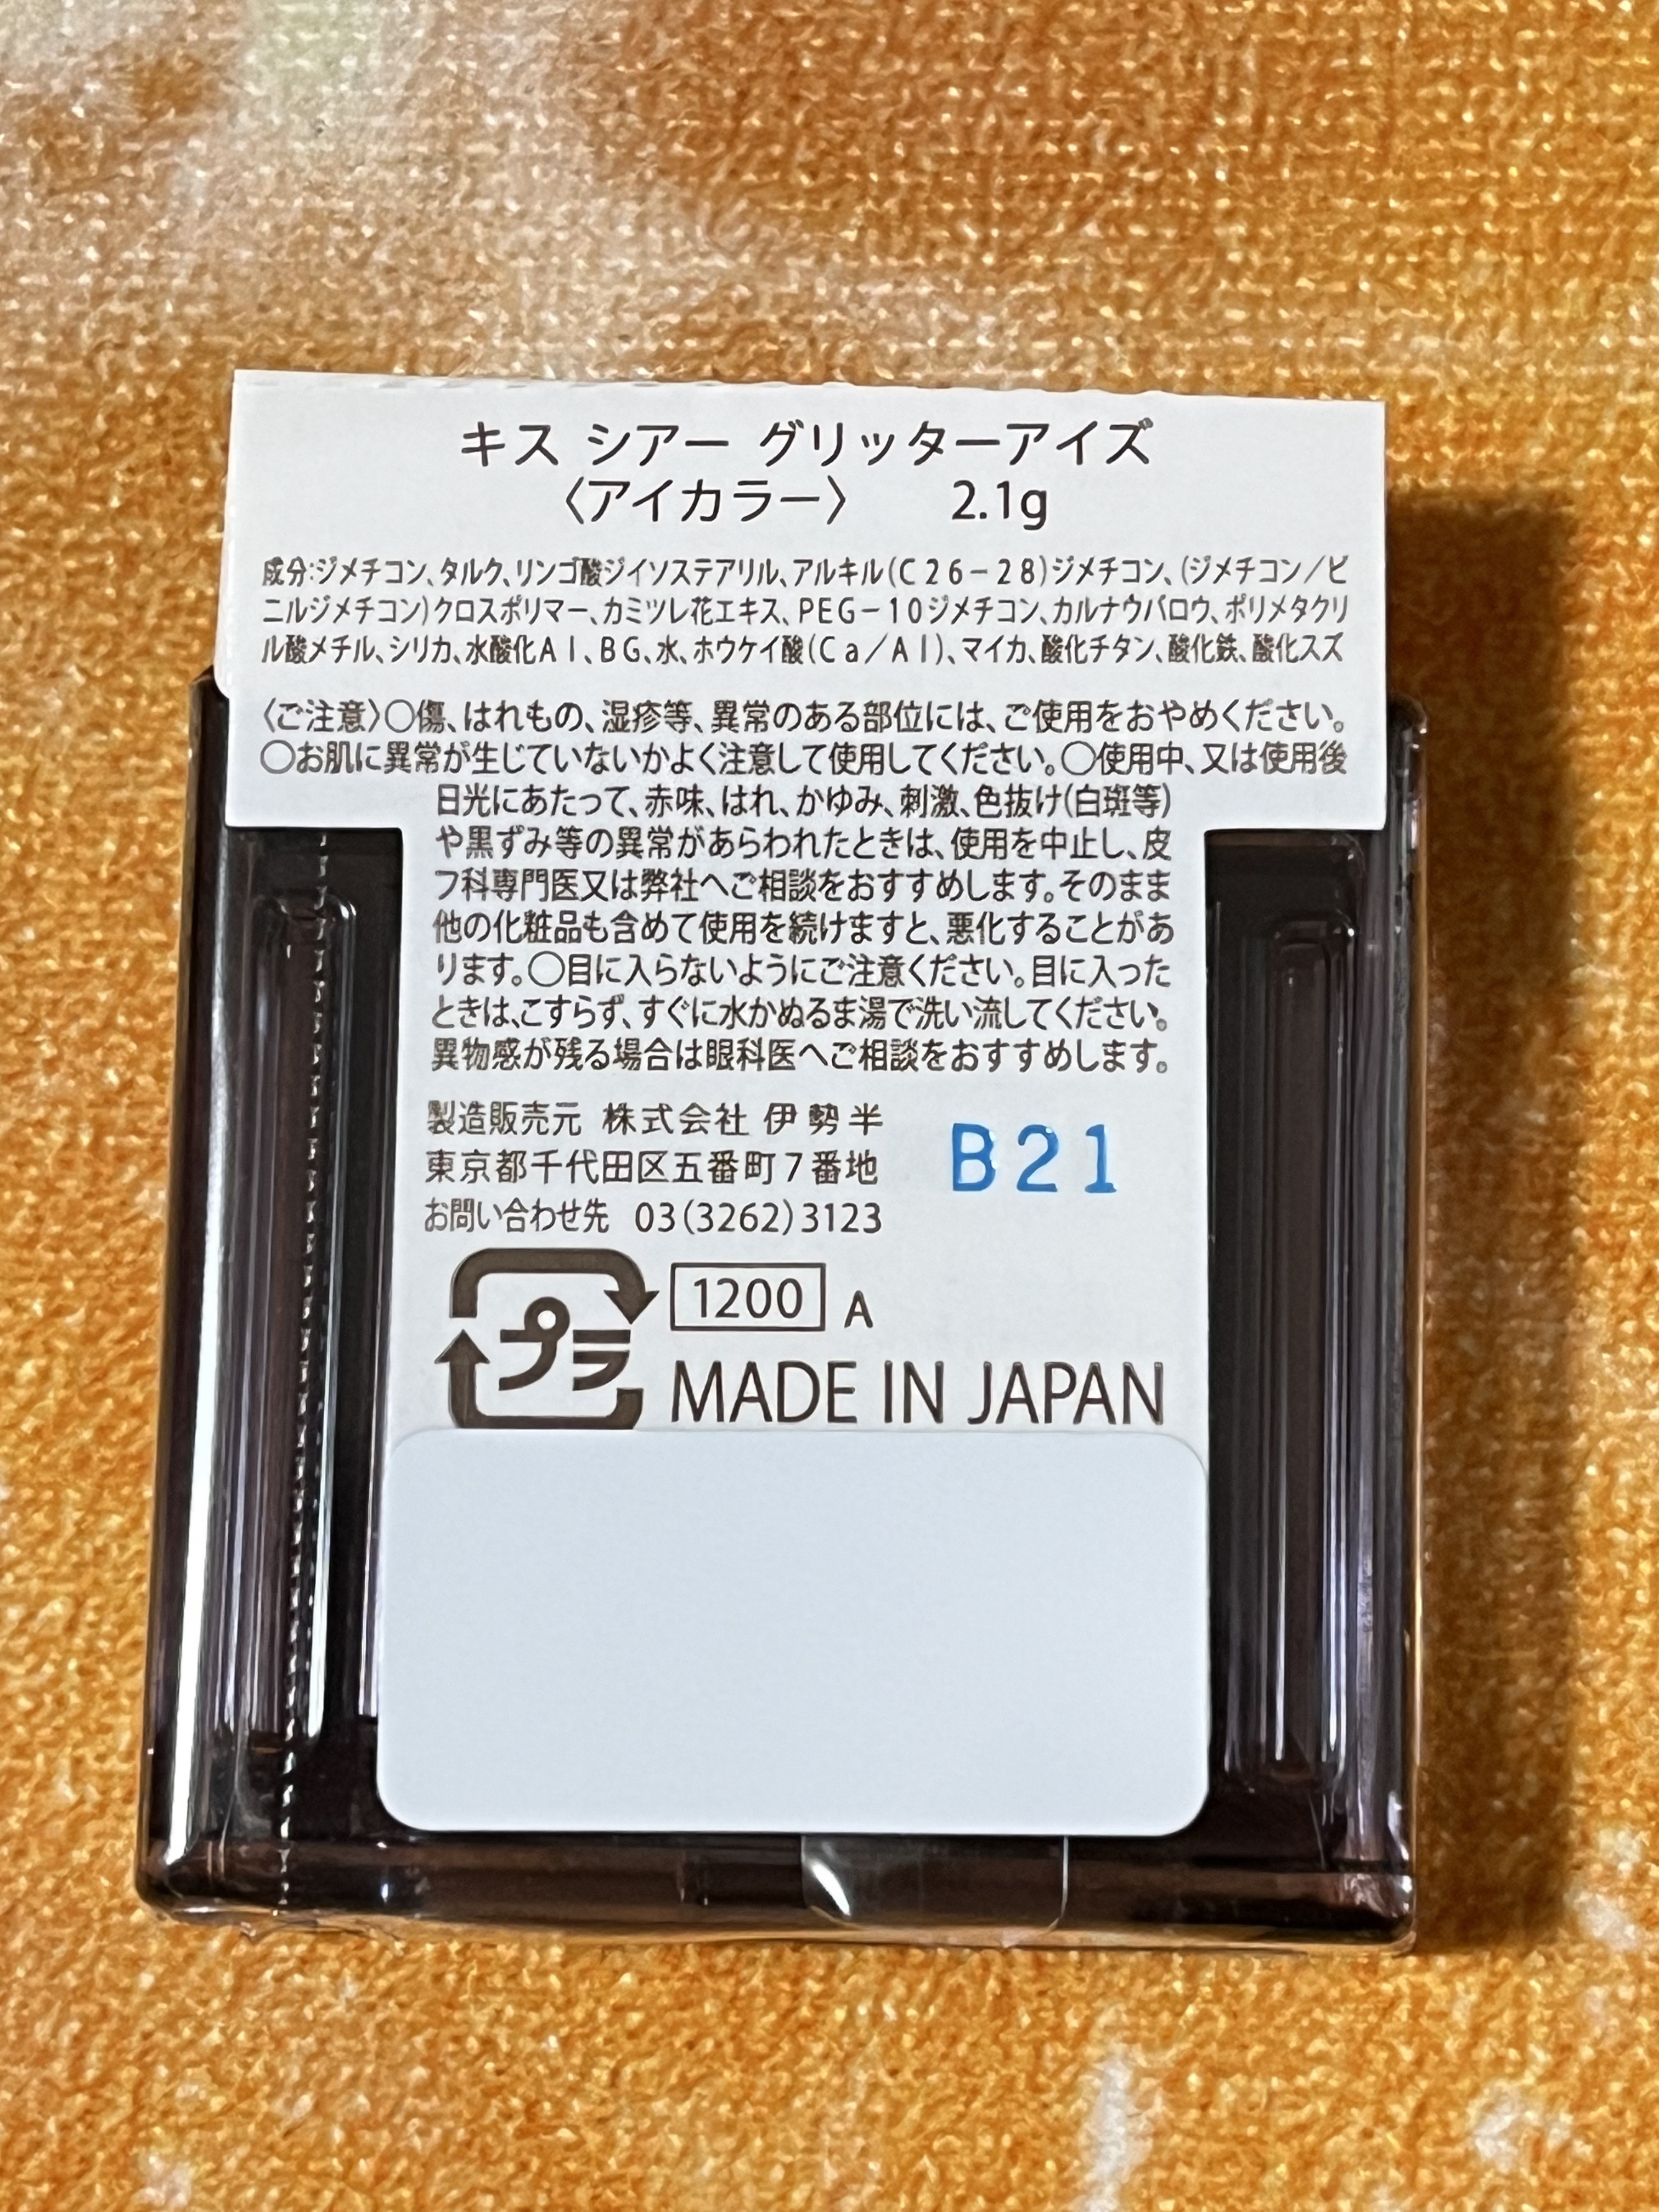 キス シアー グリッターアイズ
〈アイカラー〉 2.1g
成分:ジメチコン、タルク、リンゴ酸ジイソステアリル、アルキル(C26-28)ジメチコン、(ジメチコン/ビ
ニルジメチコン)クロスポリマー、カミツレ花エキス、PEG-10ジメチコン、カルナウバロウ、ポリメタクリ
ル酸メチル、シリカ、水酸化Al、BG、水、ホウケイ酸(Ca/Al)、マイカ、酸化チタン、酸化鉄、酸化スズ
〈ご注意〉○傷、はれもの、湿疹等、異常のある部位には、ご使用をおやめください。
○お肌に異常が生じていないかよく注意して使用してください。○使用中、又は使用後
日光にあたって、赤味、はれ、かゆみ、刺激、色抜け(白斑等)
や黒ずみ等の異常があらわれたときは、使用を中止し、皮
フ科専門医又は弊社へご相談をおすすめします。そのまま
他の化粧品も含めて使用を続けますと、悪化することがあ
ります。○目に入らないようにご注意ください。目に入った
ときは、こすらず、すぐに水かぬるま湯で洗い流してください。
異物感が残る場合は眼科医へご相談をおすすめします。
製造販売元 株式会社 伊勢半
東京都千代田区五番町7番地
お問い合わせ先 03(3262)3123
B21
プラ
1200 A
MADE IN JAPAN